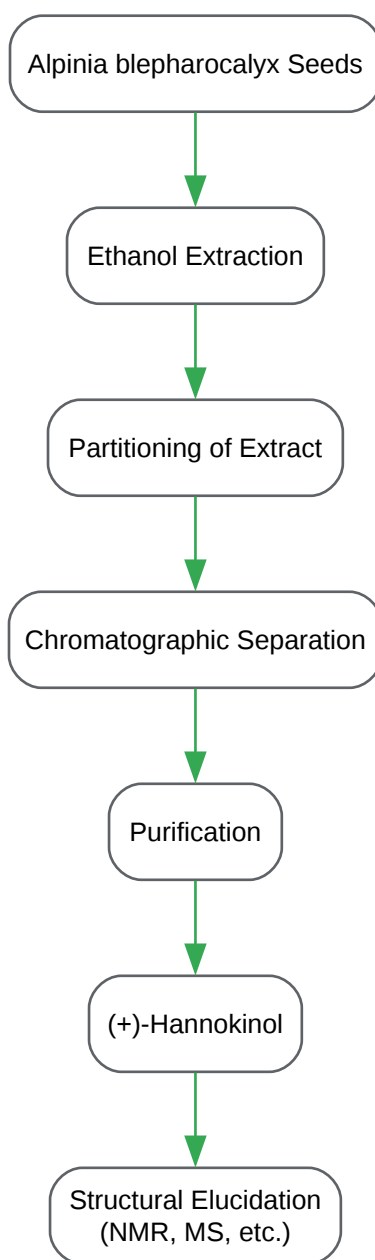 Alpinia blepharocalyx Seeds
Ethanol Extraction
Partitioning of Extract
Chromatographic Separation
Purification
(+)-Hannokinol
Structural Elucidation
(NMR, MS, etc.)